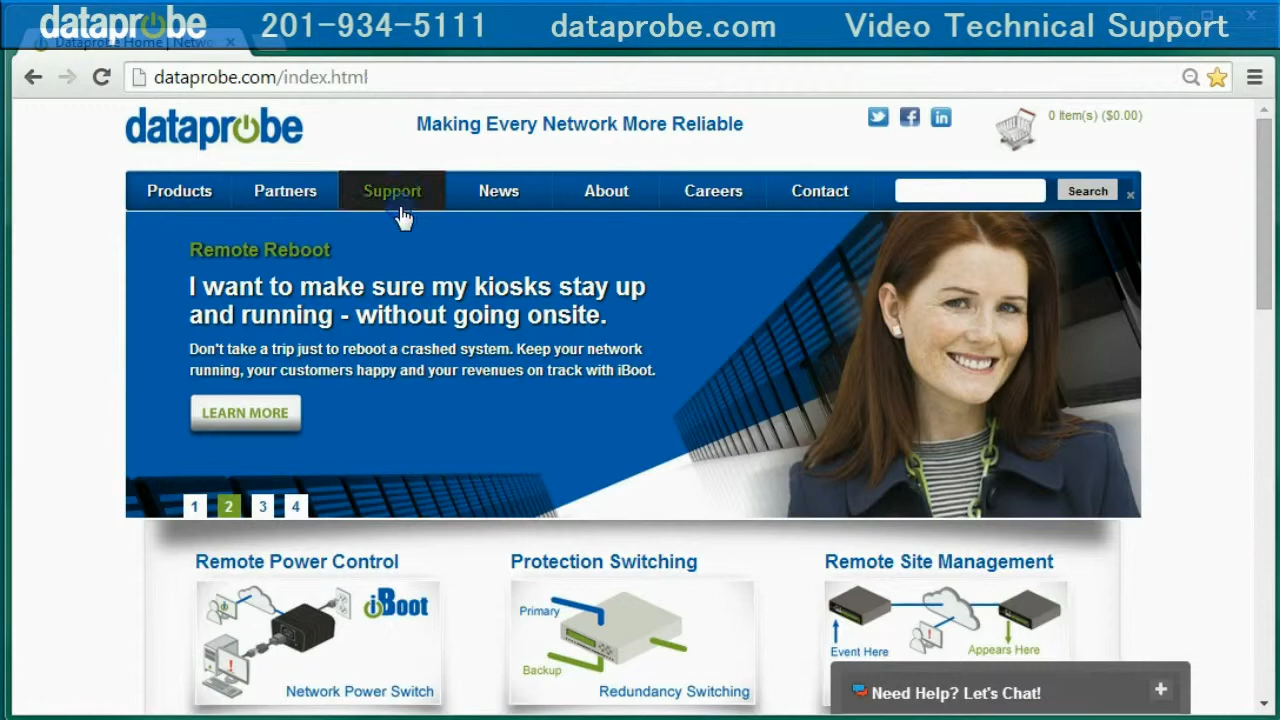 dataprobe 201-934-5111 dataprobe.com Video Technical Support
Dataprobe Home | Netwo
dataprobe.com/index.html
dataprobe
Making Every Network More Reliable
0 Item(s) ($0.00)
Products Partners Support News About Careers Contact Search
Remote Reboot
I want to make sure my kiosks stay up
and running - without going onsite.
Don't take a trip just to reboot a crashed system. Keep your network
running, your customers happy and your revenues on track with iBoot.
LEARN MORE
1 2 3 4
Remote Power Control
iBoot
Network Power Switch
Protection Switching
Primary
Backup
Redundancy Switching
Remote Site Management
Event Here
Appears Here
Need Help? Let's Chat!